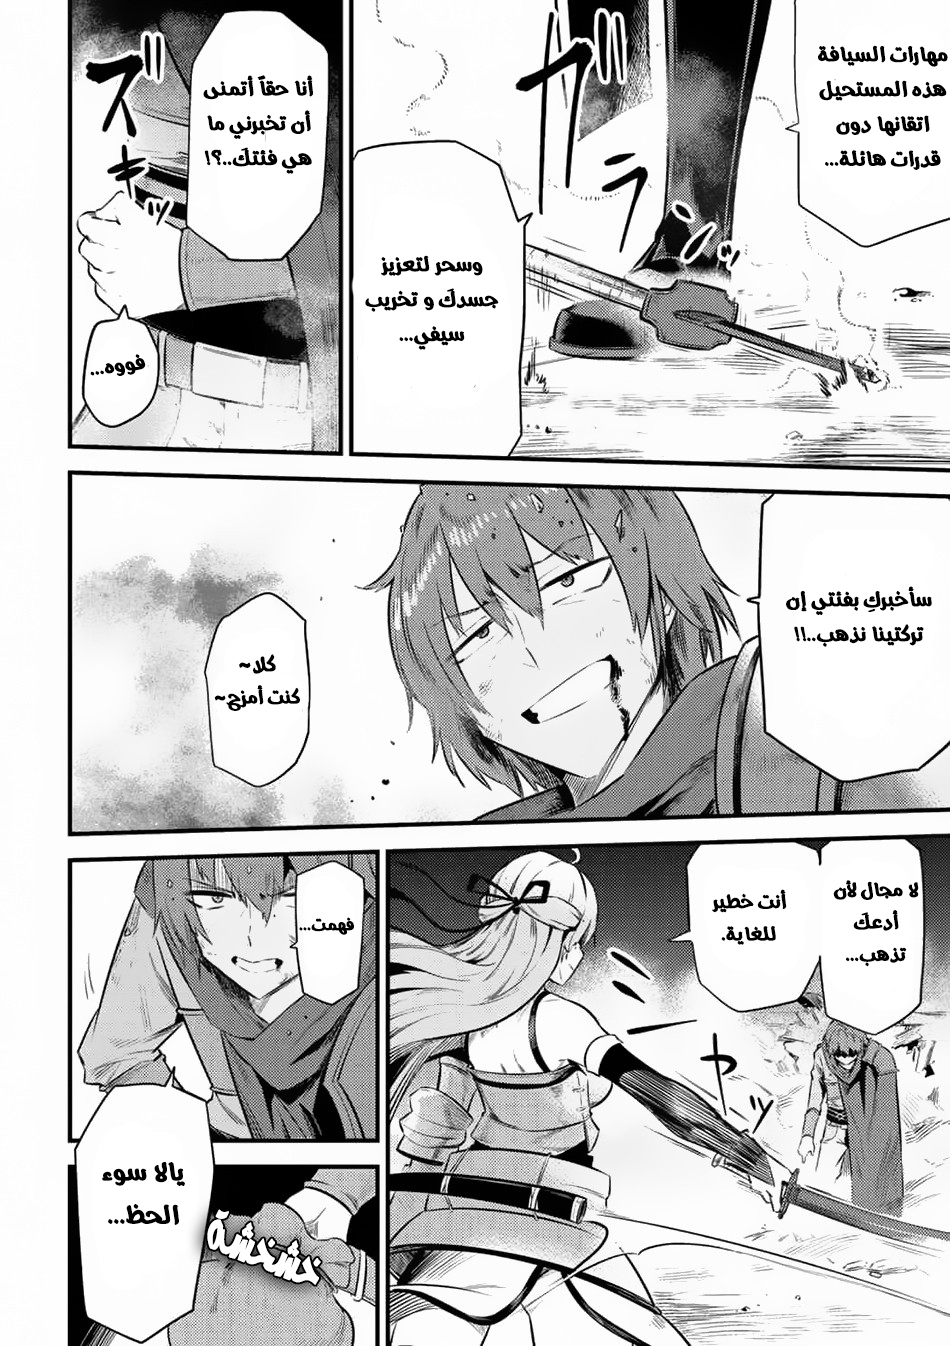 مهارات السيافة
هذه المستحيل
اتقانها دون
قدرات هائلة...
وسحر لتعزيز
جسدكَ و تخريب
سيفي...
أنا حقاً أتمنى
أن تخبرني ما
هي فئتكَ..؟!
فووه...
سأخبركِ بفئتي إن
تركتينا نذهب..!!
كلا~
كنت أمزح~
لا مجال لأن
أدعكَ
تذهب...
أنت خطير
للغاية.
فهمت...
يالا سوء
الحظ...
خشخشة